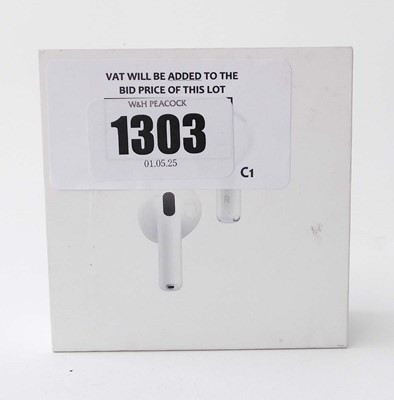 VAT WILL BE ADDED TO THE
BID PRICE OF THIS LOT
W&H PEACOCK
1303
01.05.25
C1